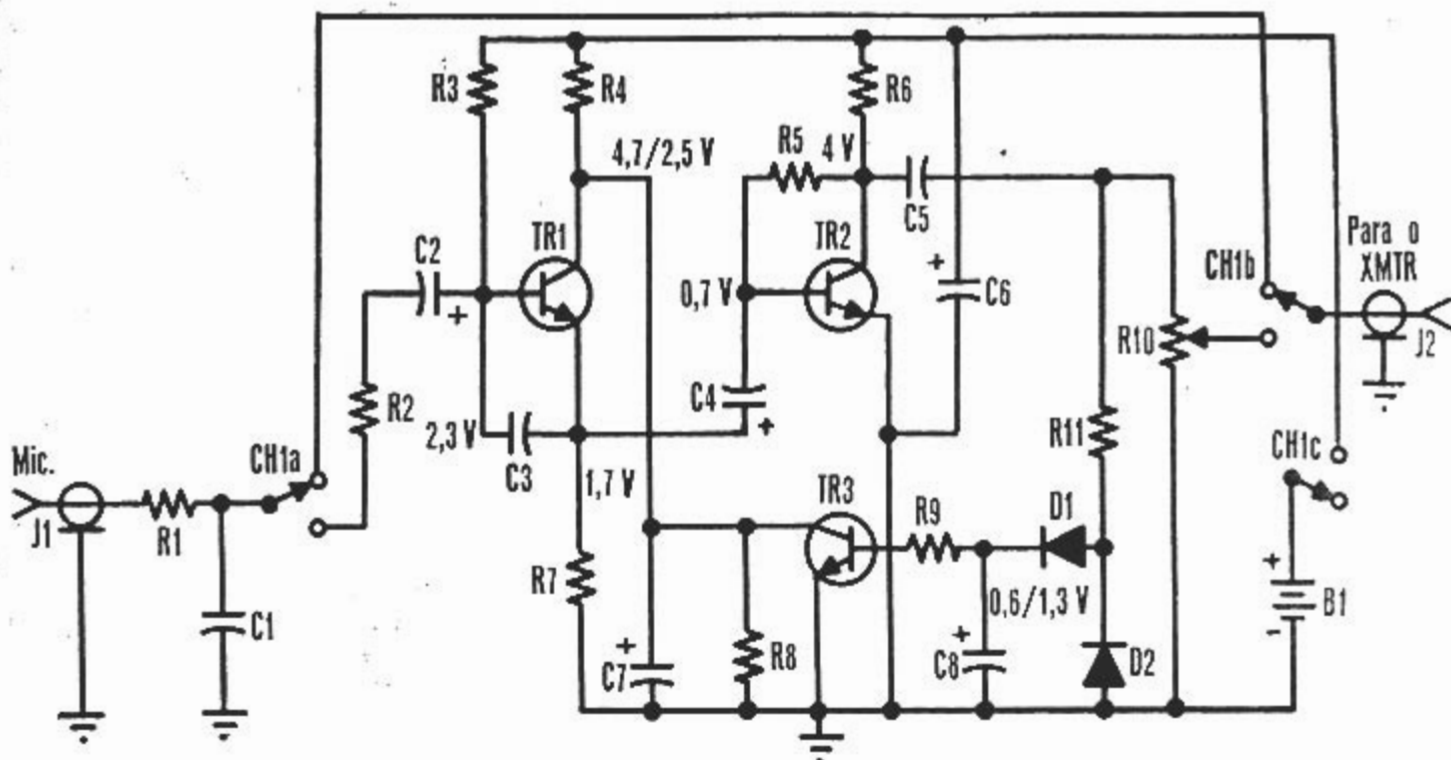 R3
R4
R6
4,7/2,5 V
R5
4 V
C5
C2
+
TR1
TR2
0,7 V
+
C6
Para o
XMTR
CH1b
R10
J2
R2
C4
+
2,3 V
C3
R11
Mic.
CH1a
CH1c
1,7 V
TR3
R9
D1
J1
R1
R7
0,6/1,3 V
+
B1
-
C1
+
C7
R8
+
C8
D2